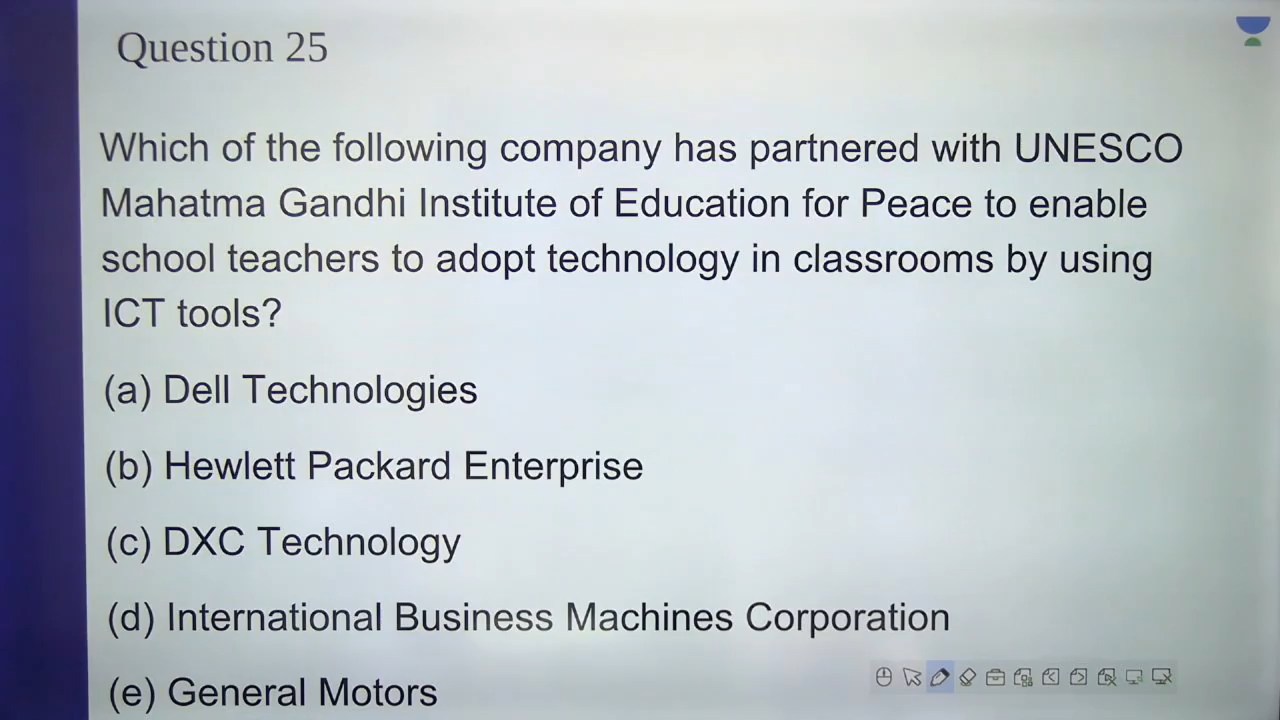 Question 25
Which of the following company has partnered with UNESCO
Mahatma Gandhi Institute of Education for Peace to enable
school teachers to adopt technology in classrooms by using
ICT tools?
(a) Dell Technologies
(b) Hewlett Packard Enterprise
(c) DXC Technology
(d) International Business Machines Corporation
(e) General Motors